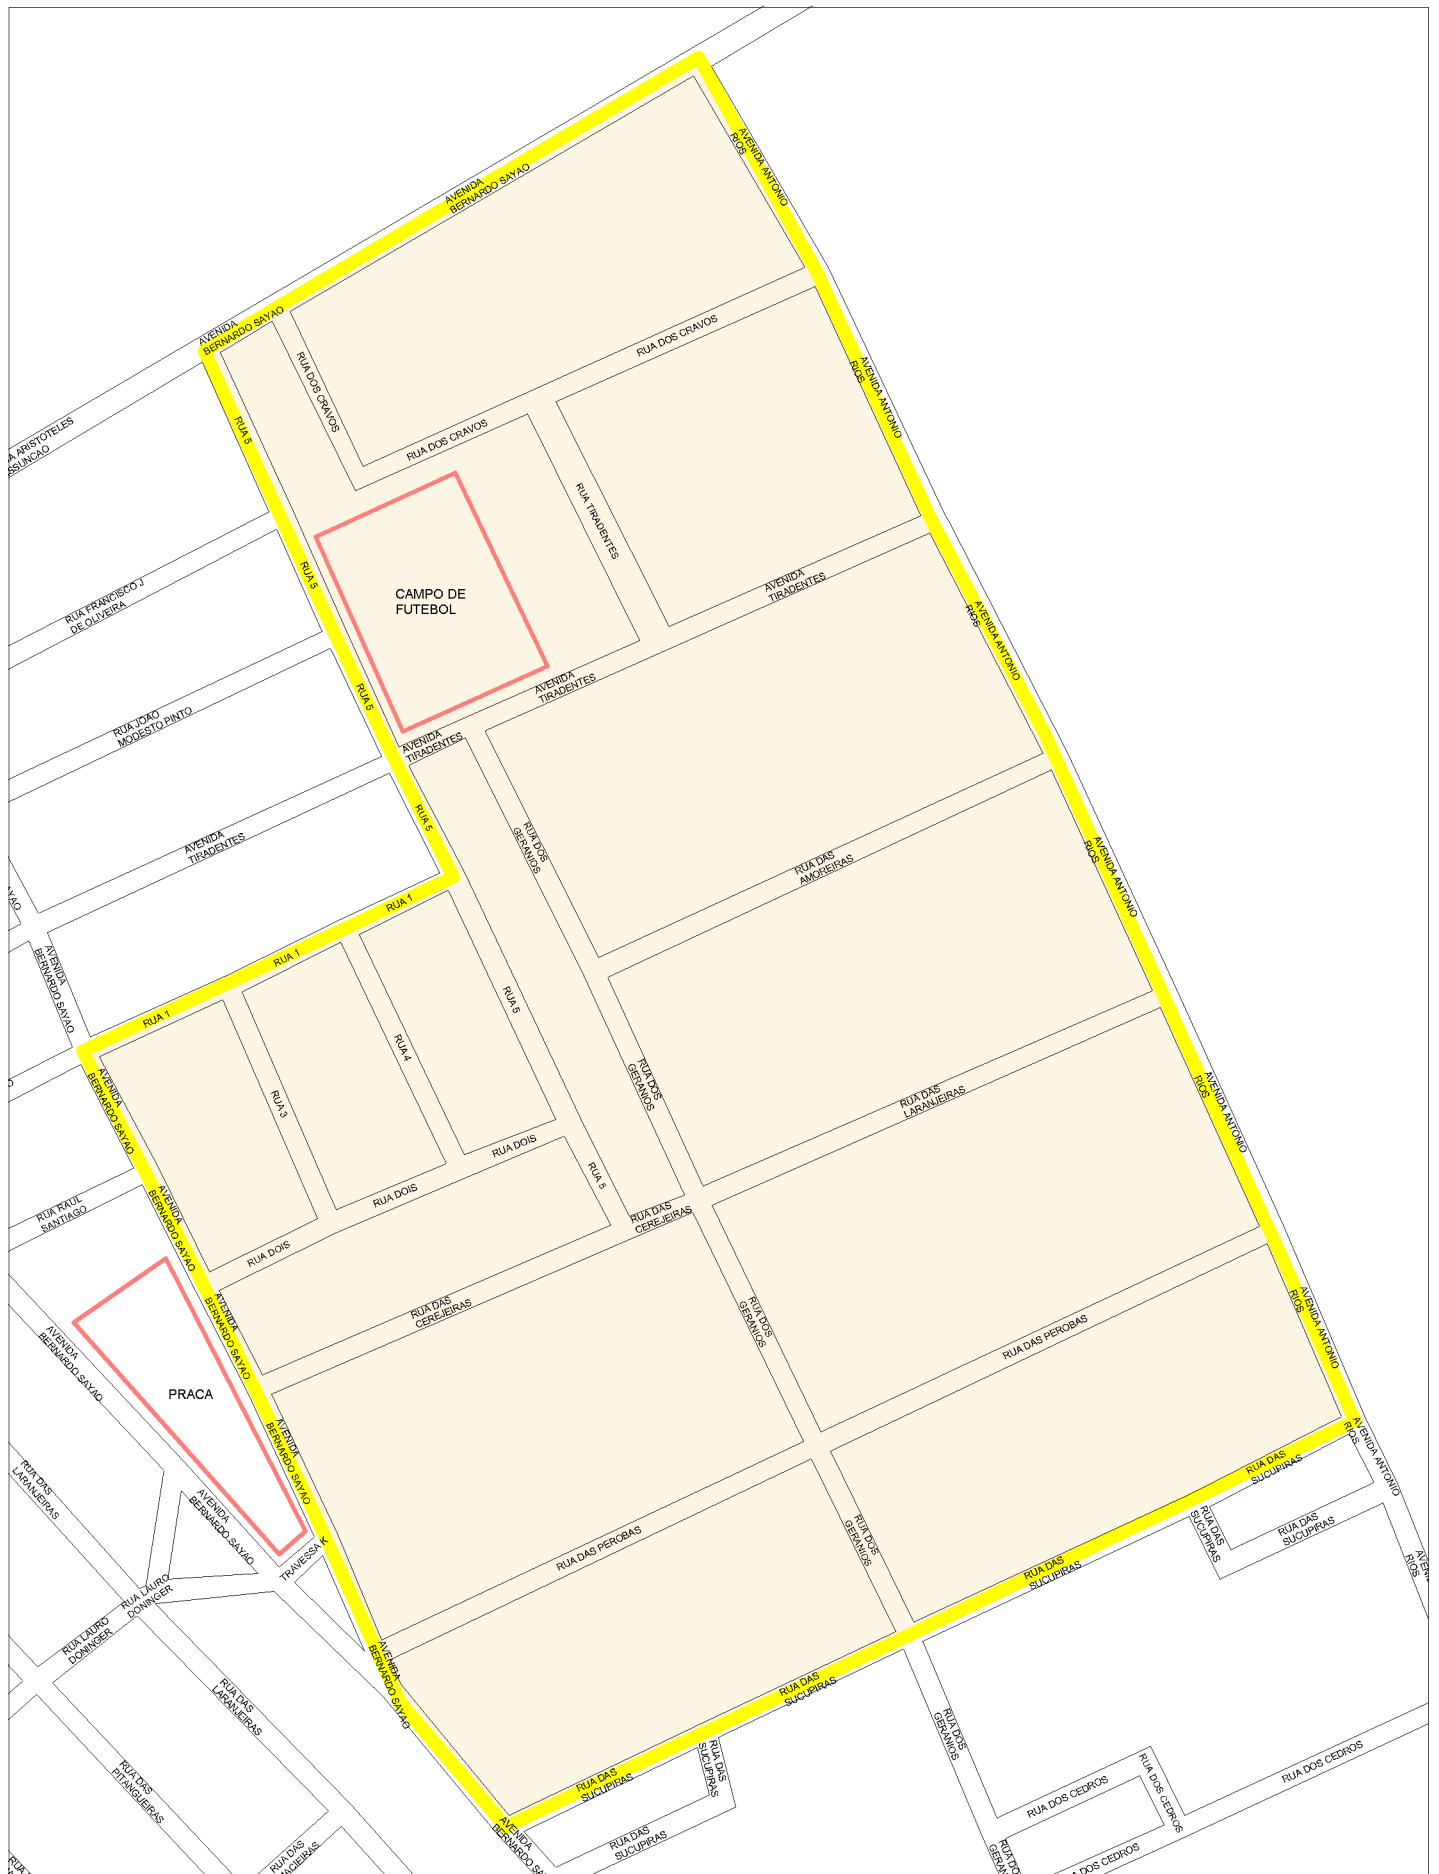 AVENIDA ANTONIO
RIOS
AVENIDA
BERNARDO SAYAO
AVENIDA
BERNARDO SAYAO
RUA DOS CRAVOS
RUA DOS CRAVOS
RUA DOS CRAVOS
AVENIDA ANTONIO
RIOS
RUA 5
RUA TIRADENTES
RUA 5
AVENIDA
TIRADENTES
CAMPO DE
FUTEBOL
RUA FRANCISCO J
DE OLIVEIRA
AVENIDA ANTONIO
RIOS
AVENIDA
TIRADENTES
RUA 5
RUA JOAO
MODESTO PINTO
AVENIDA
TIRADENTES
RUA 5
AVENIDA
TIRADENTES
RUA DOS
GERANIOS
RUA DAS
AMOREIRAS
AVENIDA ANTONIO
RIOS
RUA 1
RUA 1
RUA 1
AVENIDA
BERNARDO SAYAO
RUA 5
RUA 4
RUA 3
RUA DOS
GERANIOS
RUA DAS
LARANJEIRAS
AVENIDA ANTONIO
RIOS
AVENIDA
BERNARDO SAYAO
RUA DOIS
RUA DOIS
RUA DOIS
RUA 5
RUA RAUL
SANTIAGO
AVENIDA
BERNARDO SAYAO
RUA DAS
CEREJEIRAS
RUA DAS
CEREJEIRAS
AVENIDA
BERNARDO SAYAO
RUA DOS
GERANIOS
RUA DAS PEROBAS
AVENIDA ANTONIO
RIOS
AVENIDA
BERNARDO SAYAO
PRACA
AVENIDA
BERNARDO SAYAO
AVENIDA ANTONIO
RIOS
RUA DAS
SUCUPIRAS
RUA DAS
LARANJEIRAS
AVENIDA
BERNARDO SAYAO
RUA DAS PEROBAS
RUA DOS
GERANIOS
RUA DAS
SUCUPIRAS
RUA DAS
SUCUPIRAS
RUA DAS
SUCUPIRAS
TRAVESSA K
RUA LAURO
DONINGER
RUA LAURO
DONINGER
RIOS
AVENIDA
BERNARDO SAYAO
RUA DAS
SUCUPIRAS
RUA DAS
LARANJEIRAS
RUA DOS
GERANIOS
RUA DAS
SUCUPIRAS
RUA DAS
SUCUPIRAS
RUA DAS
PITANGUEIRAS
RUA DOS CEDROS
RUA DOS CEDROS
RUA DOS CEDROS
AVENIDA
RUA DAS
SUCUPIRAS
RUA DAS
DOS CEDROS